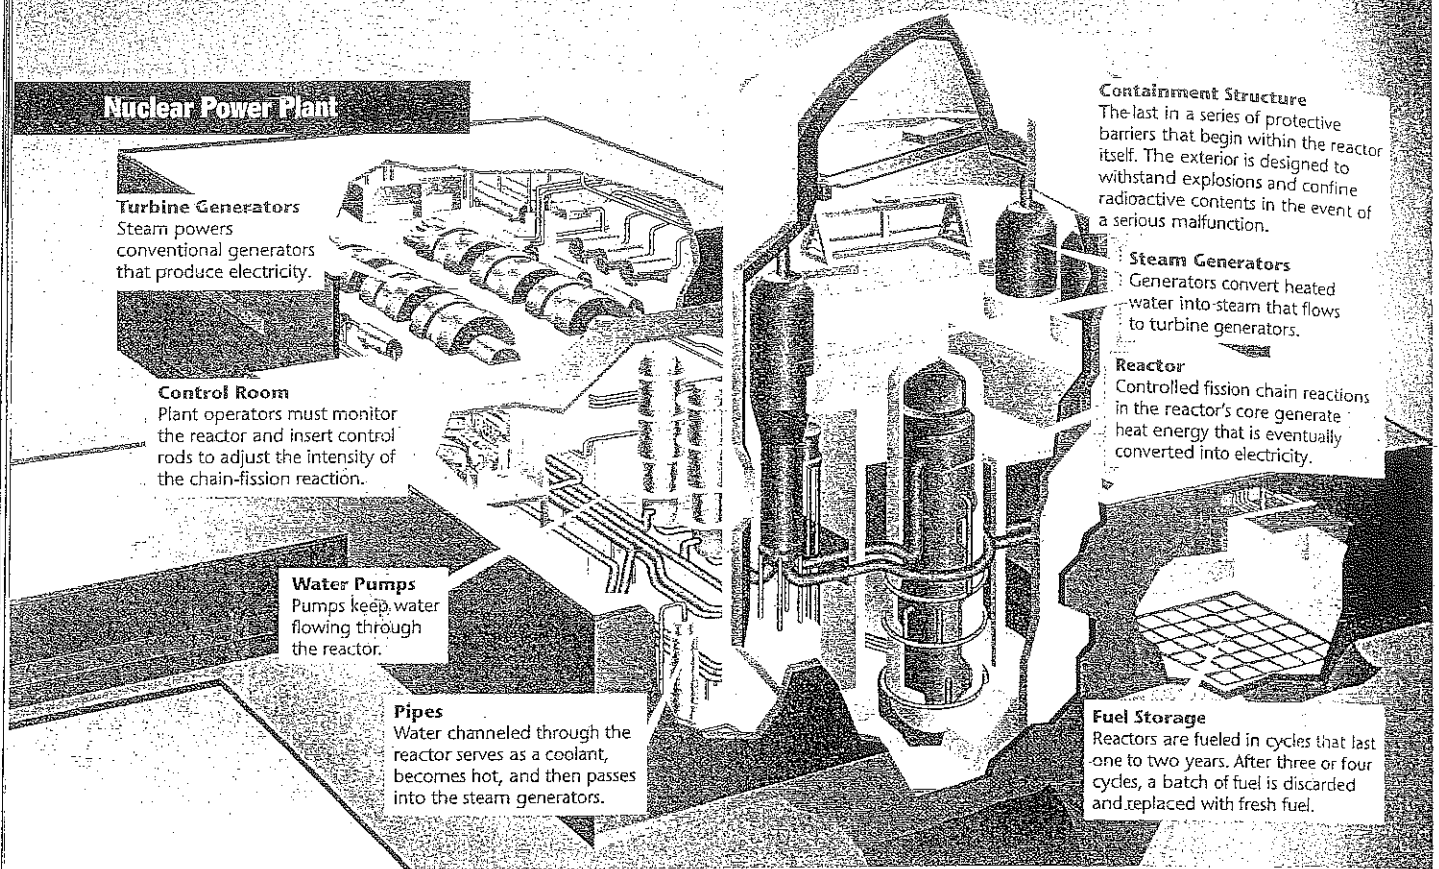 Nuclear Power Plant
Turbine Generators
Steam powers
conventional generators
that produce electricity.
Control Room
Plant operators must monitor
the reactor and insert control
rods to adjust the intensity of
the chain-fission reaction.
Water Pumps
Pumps keep water
flowing through
the reactor.
Pipes
Water channeled through the
reactor serves as a coolant,
becomes hot, and then passes
into the steam generators.
Containment Structure
The last in a series of protective
barriers that begin within the reactor
itself. The exterior is designed to
withstand explosions and confine
radioactive contents in the event of
a serious malfunction.
Steam Generators
Generators convert heated
water into steam that flows
to turbine generators.
Reactor
Controlled fission chain reactions
in the reactor's core generate
heat energy that is eventually
converted into electricity.
Fuel Storage
Reactors are fueled in cycles that last
one to two years. After three or four
cycles, a batch of fuel is discarded
and replaced with fresh fuel.